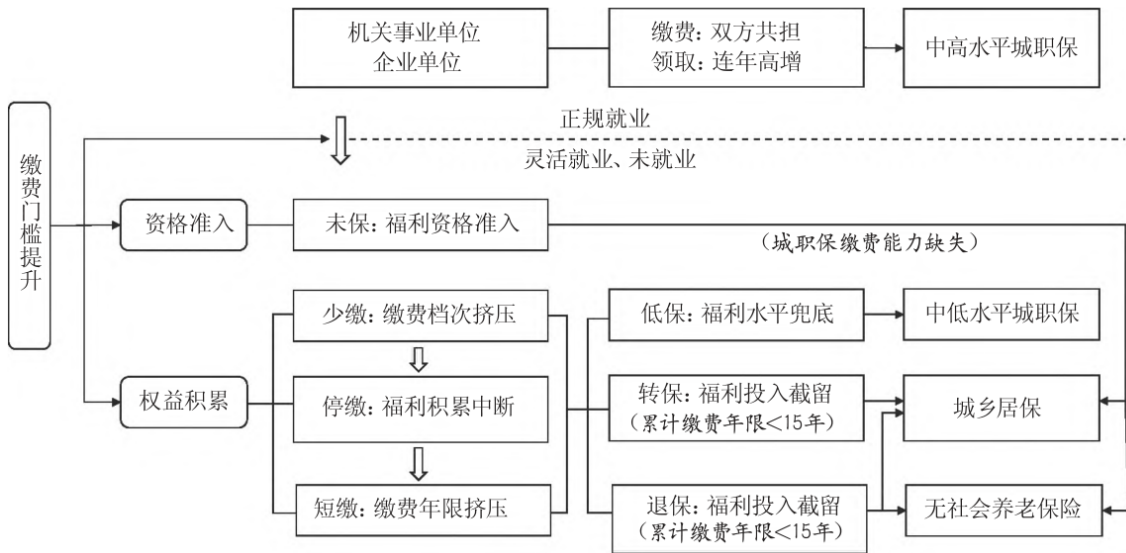 机关事业单位
企业单位
缴费：双方共担
领取：连年高增
中高水平城职保
正规就业
灵活就业、未就业
缴费门槛提升
资格准入
未保：福利资格准入
（城职保缴费能力缺失）
权益积累
少缴：缴费档次挤压
停缴：福利积累中断
短缴：缴费年限挤压
低保：福利水平兜底
中低水平城职保
转保：福利投入截留
（累计缴费年限<15年）
城乡居保
退保：福利投入截留
（累计缴费年限<15年）
无社会养老保险